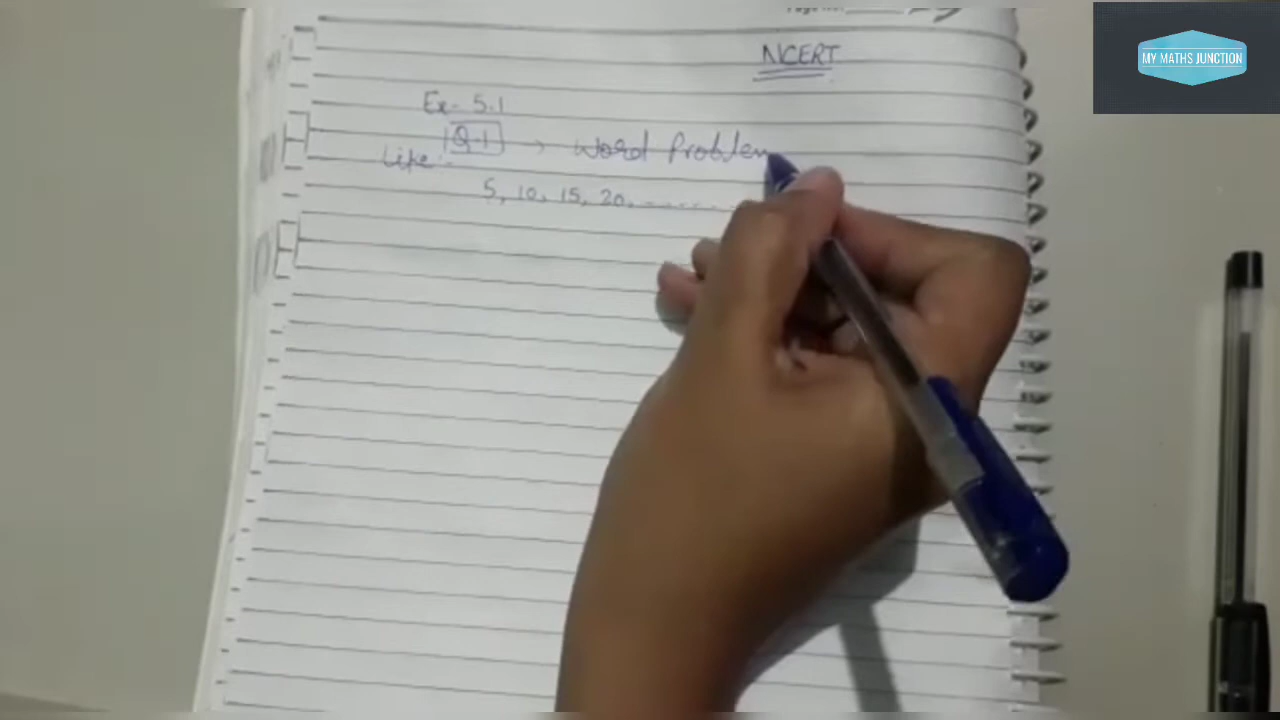 MY MATHS JUNCTION
NCERT
Ex- 5.1
Q-1 → Word Problem
Like:-
5, 10, 15, 20, .......